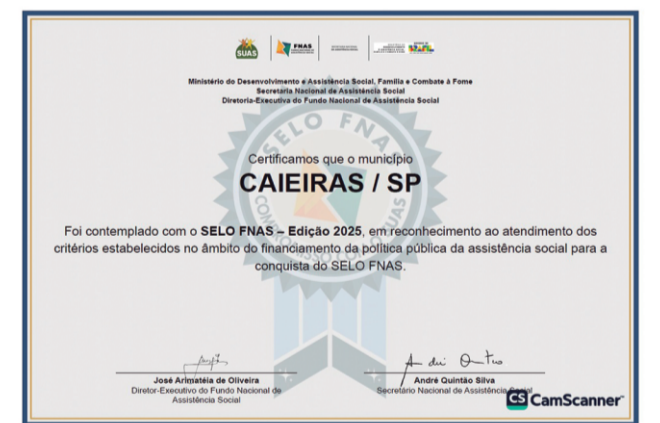 SUAS
FNAS
Ministério do Desenvolvimento e Assistência Social, Família e Combate à Fome
Secretaria Nacional de Assistência Social
Diretoria-Executiva do Fundo Nacional de Assistência Social
SELO FNAS
Certificamos que o município
CAIEIRAS / SP
Foi contemplado com o SELO FNAS – Edição 2025, em reconhecimento ao atendimento dos
critérios estabelecidos no âmbito do financiamento da política pública da assistência social para a
conquista do SELO FNAS.
COMPROMISSO COM O SUAS
José Arimatéia de Oliveira
Diretor-Executivo do Fundo Nacional de
Assistência Social
André Quintão Silva
Secretário Nacional de Assistência Social
CS CamScanner